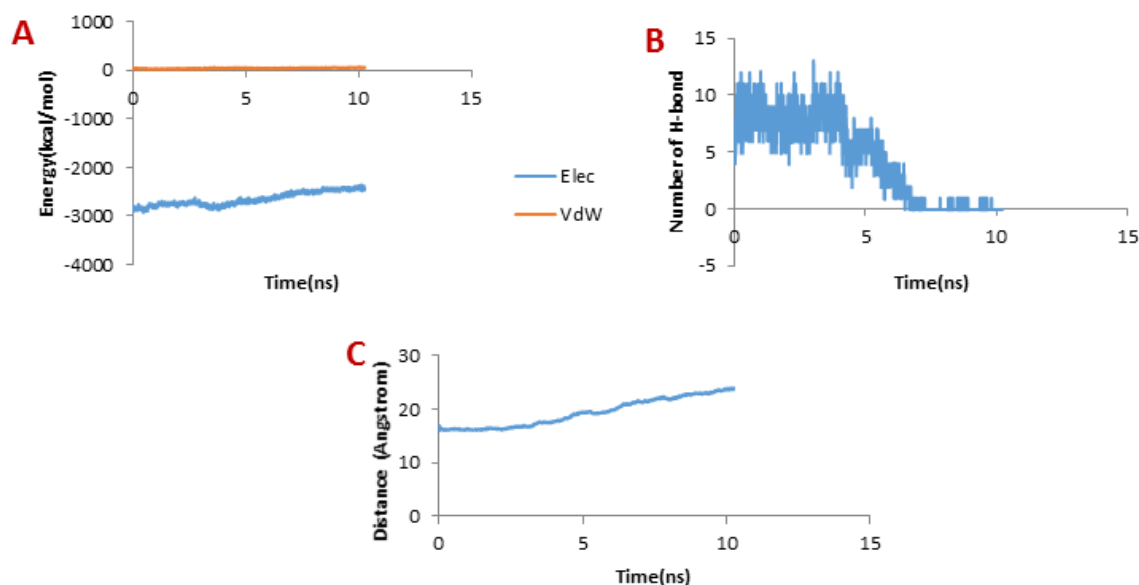 A
1000
0
-1000
-2000
-3000
-4000
0 5 10 15
Energy(kcal/mol)
Time(ns)
Elec
VdW
B
15
10
5
0
-5
0 5 10 15
Number of H-bond
Time(ns)
C
30
20
10
0
0 5 10 15
Distance (Angstrom)
Time(ns)